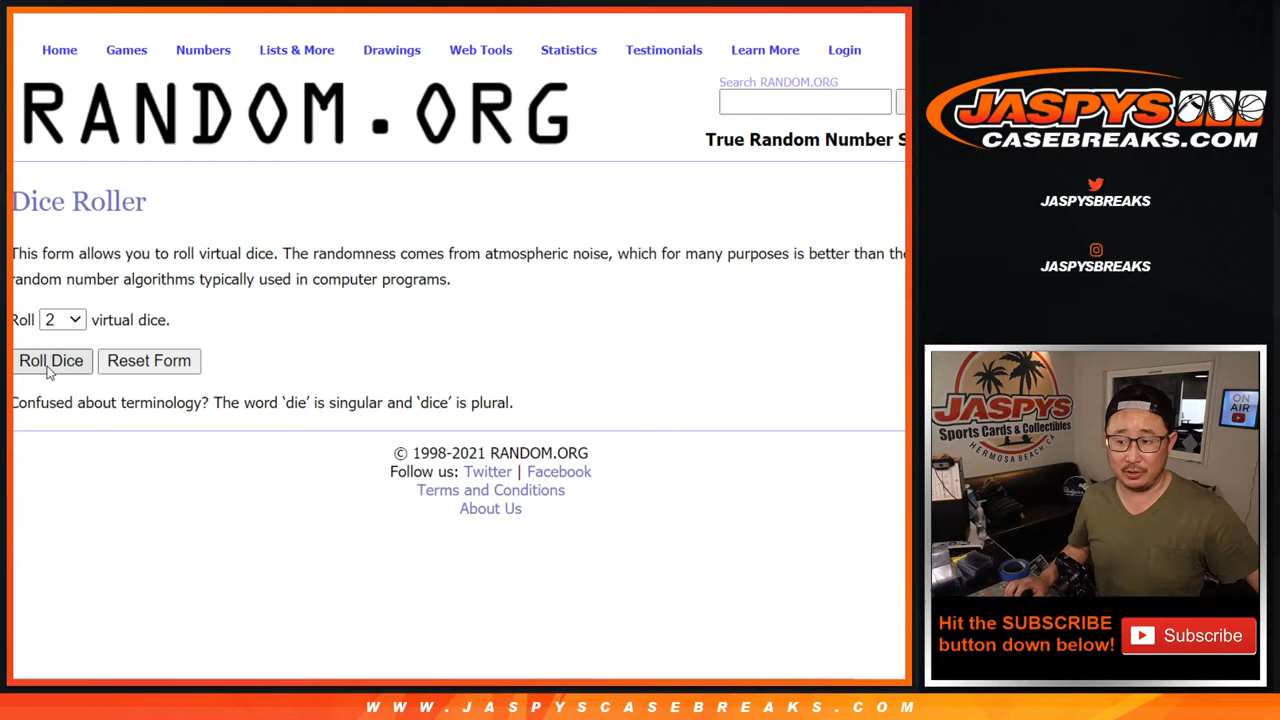 Home Games Numbers Lists & More Drawings Web Tools Statistics Testimonials Learn More Login
RANDOM.ORG
Search RANDOM.ORG
True Random Number S
Dice Roller
This form allows you to roll virtual dice. The randomness comes from atmospheric noise, which for many purposes is better than the
random number algorithms typically used in computer programs.
Roll 2 virtual dice.
Roll Dice Reset Form
Confused about terminology? The word ‘die’ is singular and ‘dice’ is plural.
© 1998-2021 RANDOM.ORG
Follow us: Twitter | Facebook
Terms and Conditions
About Us
JASPYS
CASEBREAKS.COM
JASPYSBREAKS
JASPYSBREAKS
JASPYS
Sports Cards & Collectibles
HERMOSA BEACH, CA
ON
AIR
Dodgers
Hit the SUBSCRIBE
button down below!
Subscribe
WWW.JASPYSCASEBREAKS.COM